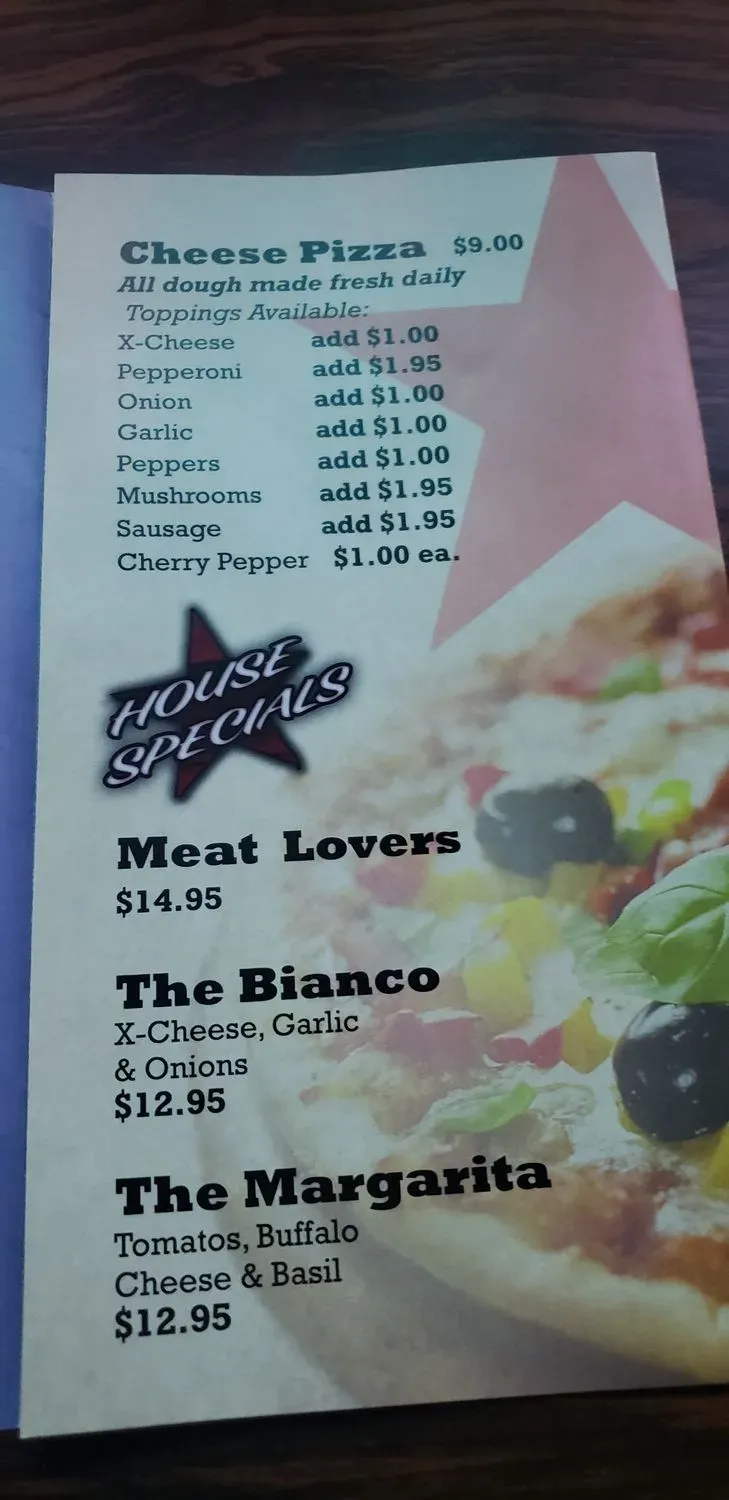 Cheese Pizza $9.00
All dough made fresh daily
Toppings Available:
X-Cheese add $1.00
Pepperoni add $1.95
Onion add $1.00
Garlic add $1.00
Peppers add $1.00
Mushrooms add $1.95
Sausage add $1.95
Cherry Pepper $1.00 ea.
HOUSE
SPECIALS
Meat Lovers
$14.95
The Bianco
X-Cheese, Garlic
& Onions
$12.95
The Margarita
Tomatos, Buffalo
Cheese & Basil
$12.95